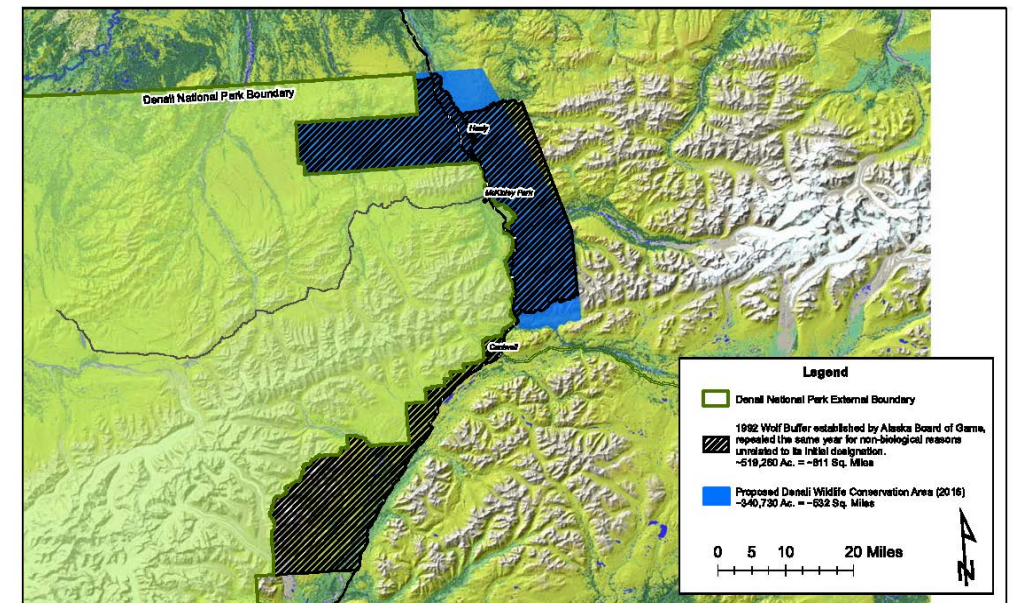 Denali National Park Boundary
Healy
McKinley Park
Cantwell
Legend
Denali National Park External Boundary
1992 Wolf Buffer established by Alaska Board of Game,
repealed the same year for non-biological reasons
unrelated to its initial designation.
~519,260 Ac. = ~811 Sq. Miles
Proposed Denali Wildlife Conservation Area (2016)
~340,730 Ac. = ~532 Sq. Miles
0 5 10 20 Miles
N